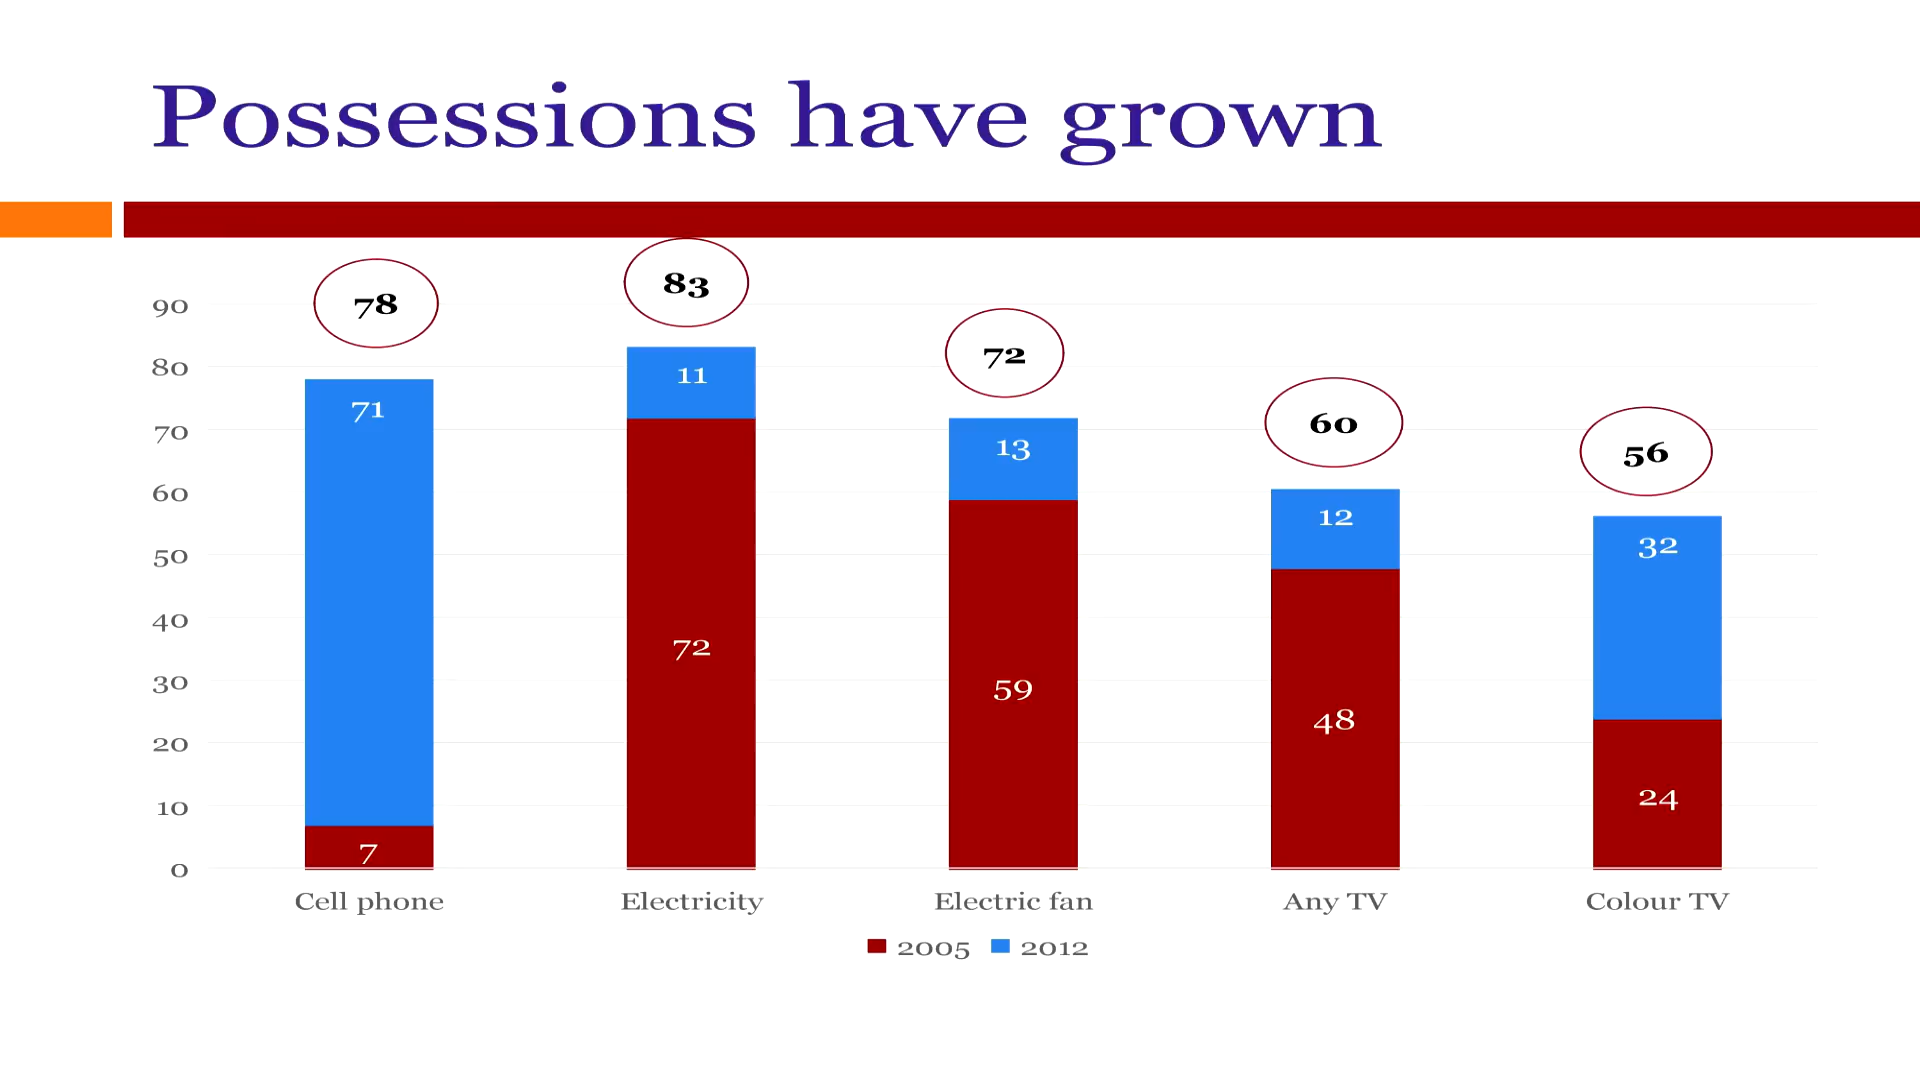 Possessions have grown
78 83 72 60 56
90
80
70
60
50
40
30
20
10
0
71 11 13 12 32
7 72 59 48 24
Cell phone Electricity Electric fan Any TV Colour TV
2005 2012